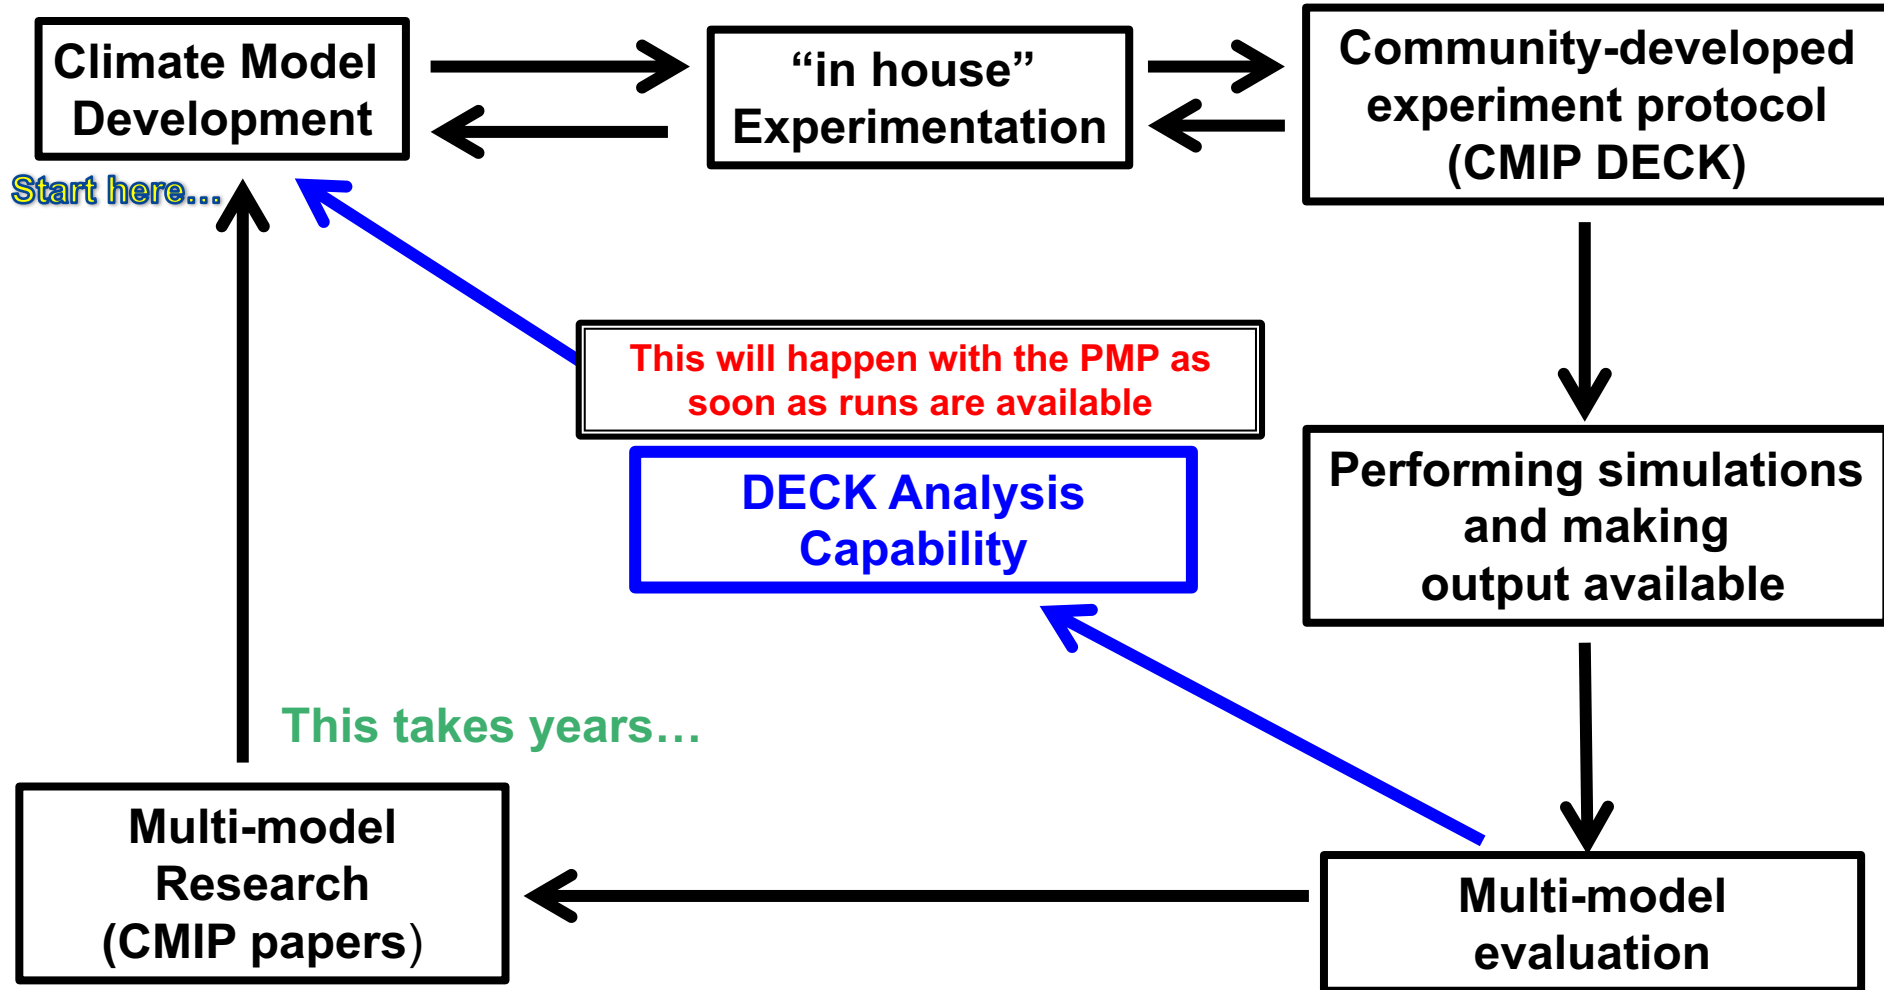 Climate Model
Development
“in house”
Experimentation
Community-developed
experiment protocol
(CMIP DECK)
Start here…
This will happen with the PMP as
soon as runs are available
DECK Analysis
Capability
Performing simulations
and making
output available
This takes years…
Multi-model
Research
(CMIP papers)
Multi-model
evaluation